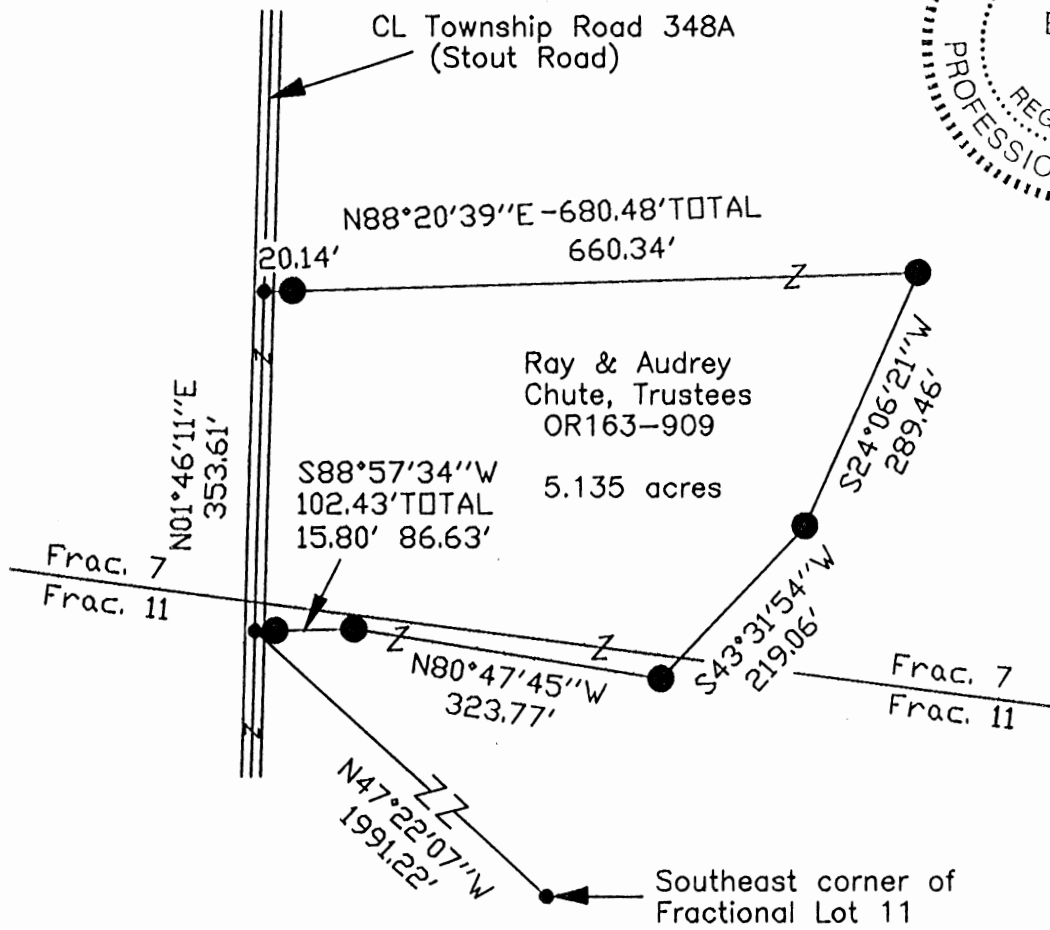 CL Township Road 348A
(Stout Road)
PROFESSIO
REG
N88°20'39''E-680.48'TOTAL
660.34'
20.14'
S24°06'21''W
289.46'
Ray & Audrey
Chute, Trustees
OR163-909
5.135 acres
N01°46'11''E
353.61'
S88°57'34''W
102.43'TOTAL
15.80' 86.63'
Frac. 7
Frac. 11
S43°31'54''W
219.06'
N80°47'45''W
323.77'
Frac. 7
Frac. 11
N47°22'07''W
1991.22'
Southeast corner of
Fractional Lot 11